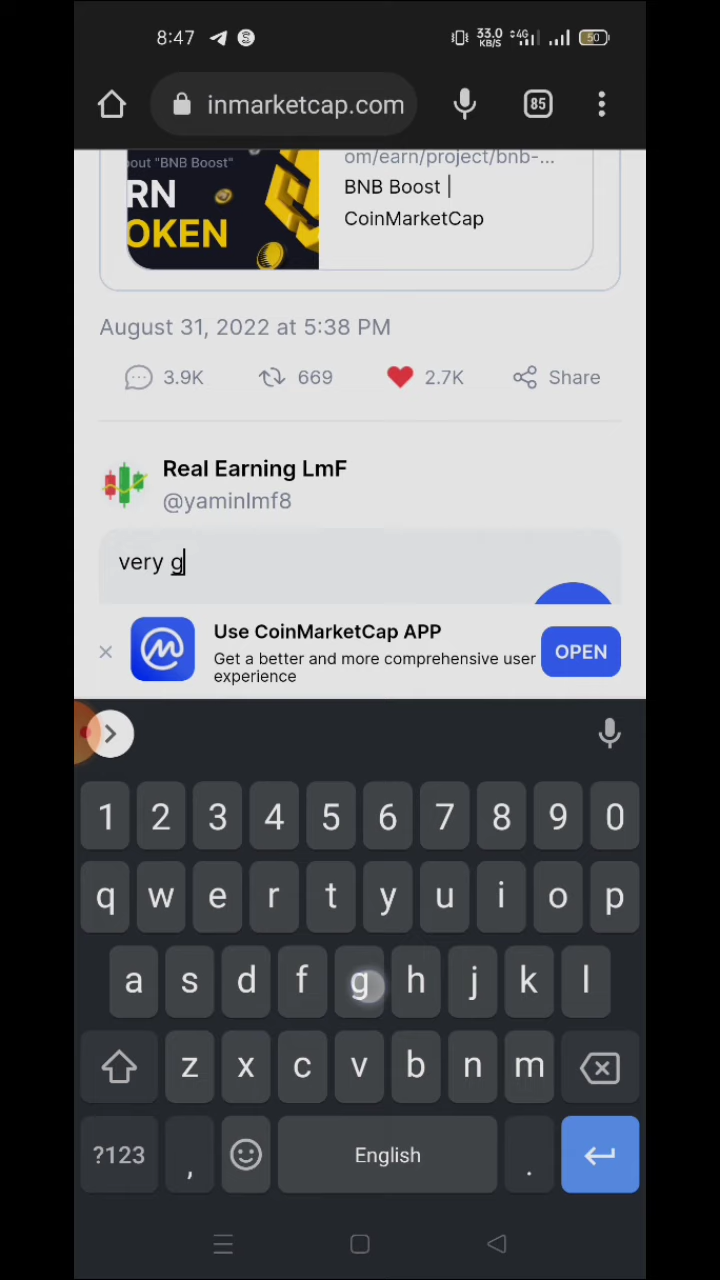 8:47
33.0
KB/S
4G
50
inmarketcap.com
85
out "BNB Boost"
RN
OKEN
om/earn/project/bnb-...
BNB Boost |
CoinMarketCap
August 31, 2022 at 5:38 PM
3.9K
669
2.7K
Share
Real Earning LmF
@yaminlmf8
very g
Use CoinMarketCap APP
Get a better and more comprehensive user
experience
OPEN
1 2 3 4 5 6 7 8 9 0
q w e r t y u i o p
a s d f g h j k l
z x c v b n m
?123 , English .